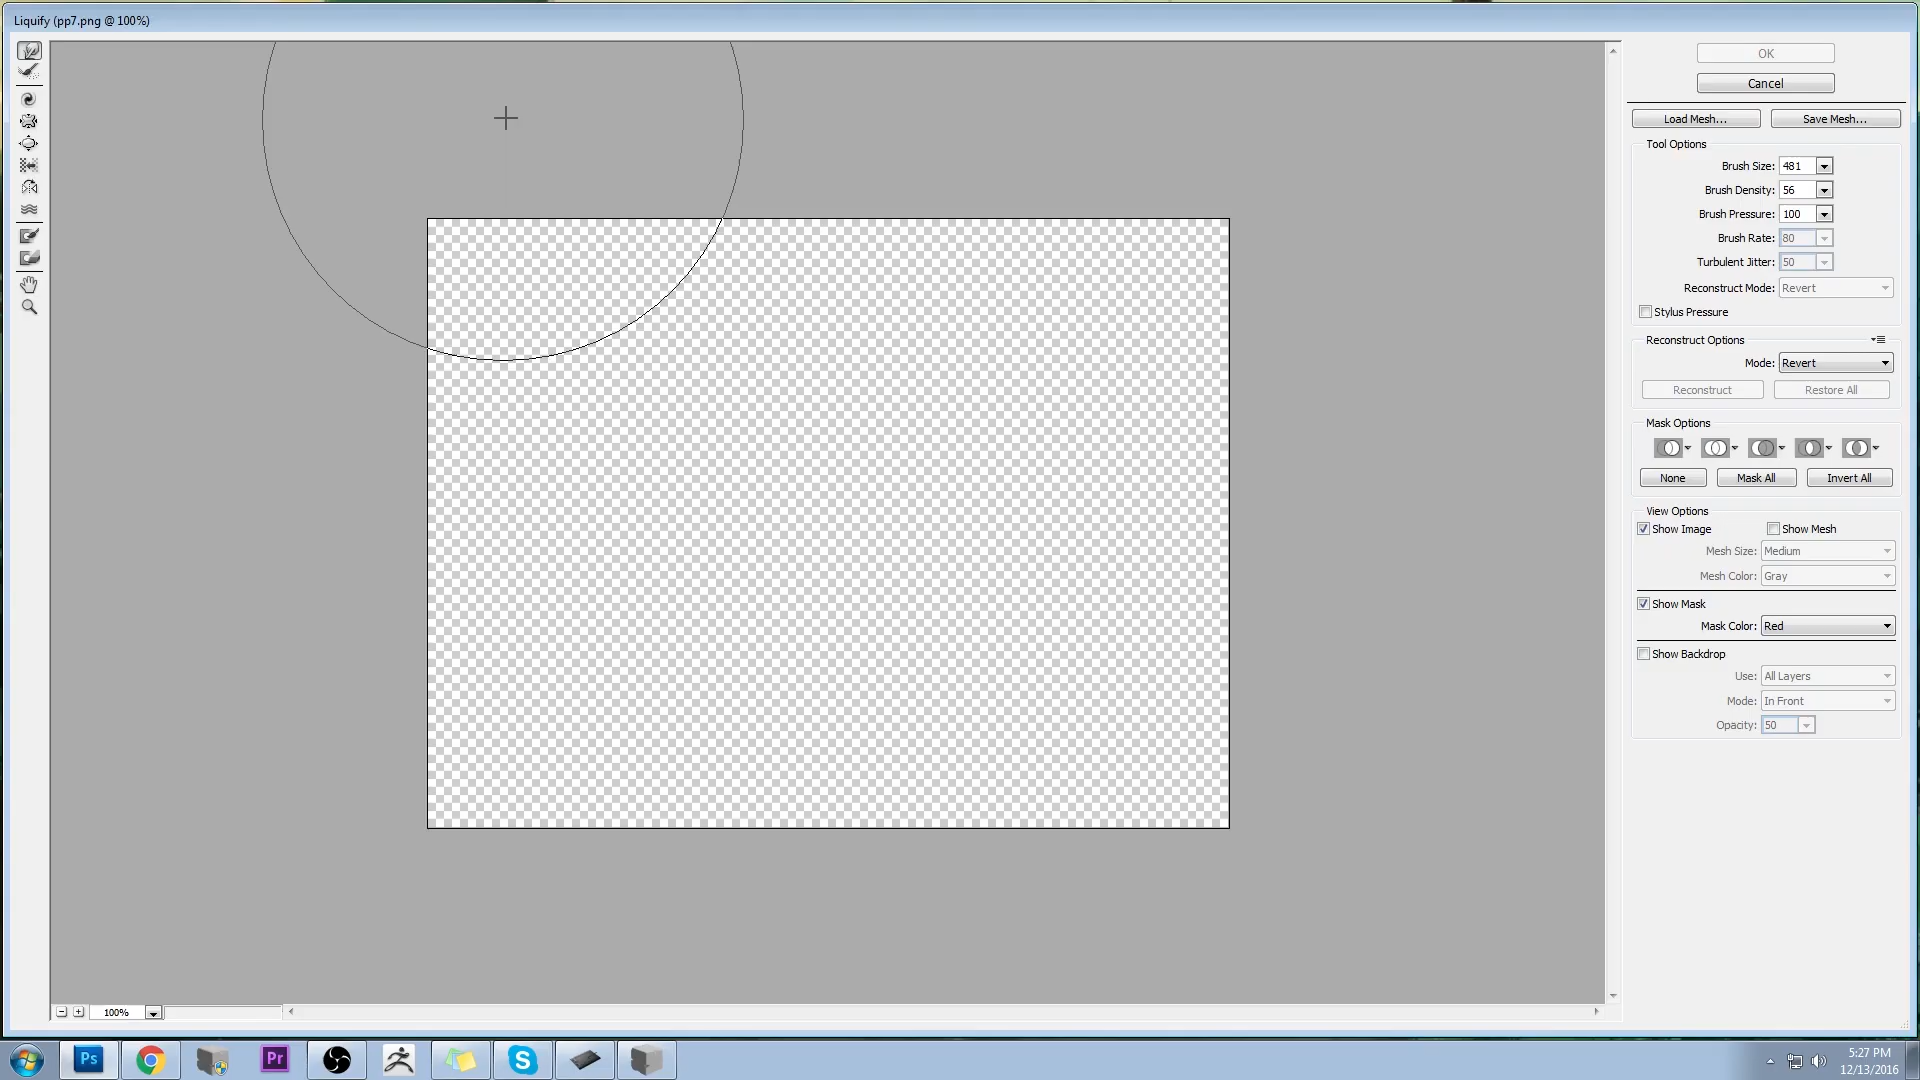 Liquify (pp7.png @ 100%)
OK
Cancel
Load Mesh... Save Mesh...
Tool Options
Brush Size: 481
Brush Density: 56
Brush Pressure: 100
Brush Rate: 80
Turbulent Jitter: 50
Reconstruct Mode: Revert
Stylus Pressure
Reconstruct Options
Mode: Revert
Reconstruct Restore All
Mask Options
None Mask All Invert All
View Options
Show Image Show Mesh
Mesh Size: Medium
Mesh Color: Gray
Show Mask
Mask Color: Red
Show Backdrop
Use: All Layers
Mode: In Front
Opacity: 50
100%
Ps Pr S
5:27 PM
12/13/2016